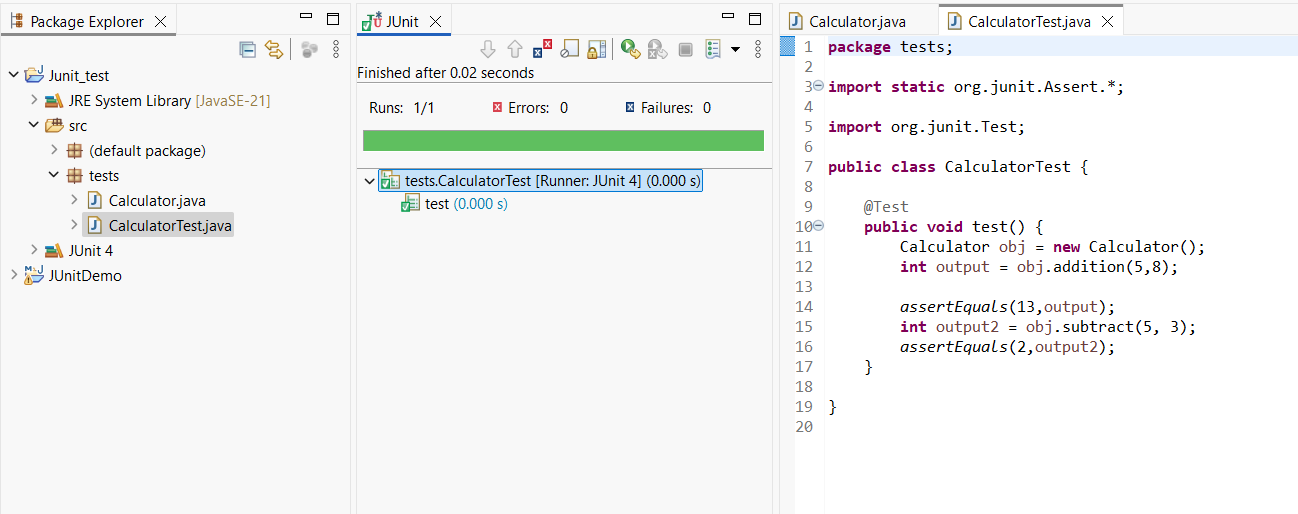 Package Explorer
Junit_test
JRE System Library [JavaSE-21]
src
(default package)
tests
Calculator.java
CalculatorTest.java
JUnit 4
JUnitDemo
JUnit
Finished after 0.02 seconds
Runs: 1/1 Errors: 0 Failures: 0
tests.CalculatorTest [Runner: JUnit 4] (0.000 s)
test (0.000 s)
Calculator.java CalculatorTest.java
1 package tests;
2
3 import static org.junit.Assert.*;
4
5 import org.junit.Test;
6
7 public class CalculatorTest {
8
9 @Test
10 public void test() {
11 Calculator obj = new Calculator();
12 int output = obj.addition(5,8);
13
14 assertEquals(13,output);
15 int output2 = obj.subtract(5, 3);
16 assertEquals(2,output2);
17 }
18
19 }
20